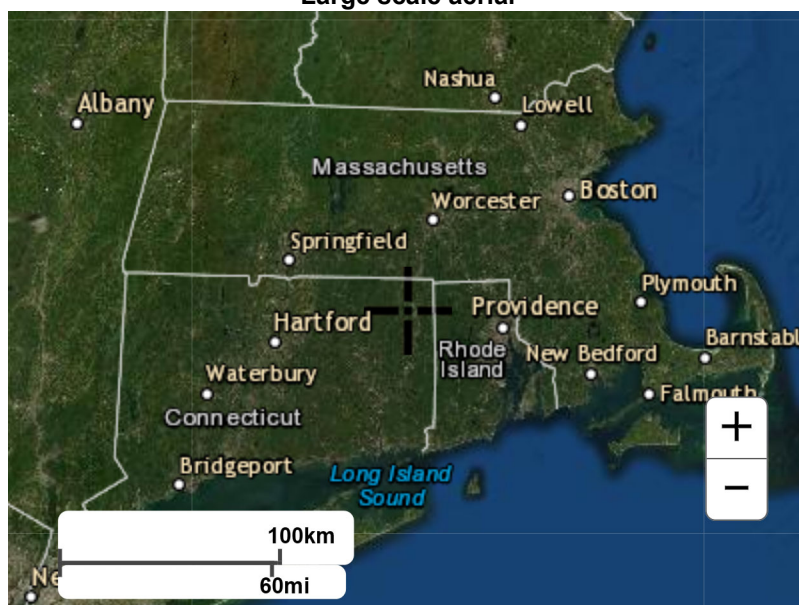 Large scale aerial
Nashua
Albany
Lowell
Massachusetts
Boston
Worcester
Springfield
Plymouth
Providence
Hartford
Barnstabl
Rhode
Island
New Bedford
Waterbury
Falmouth
Connecticut
+
Bridgeport
Long Island
Sound
−
100km
Ne
60mi